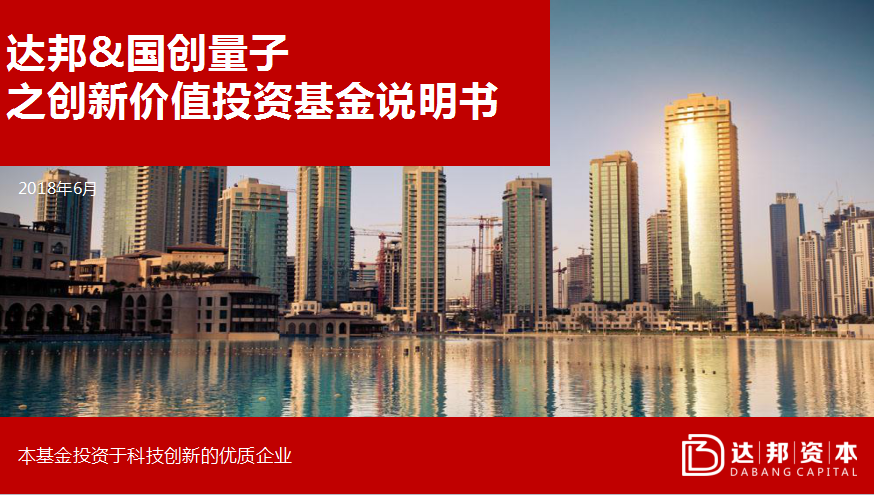 达邦&国创量子
之创新价值投资基金说明书
2018年6月
本基金投资于科技创新的优质企业
达邦资本
DABANG CAPITAL